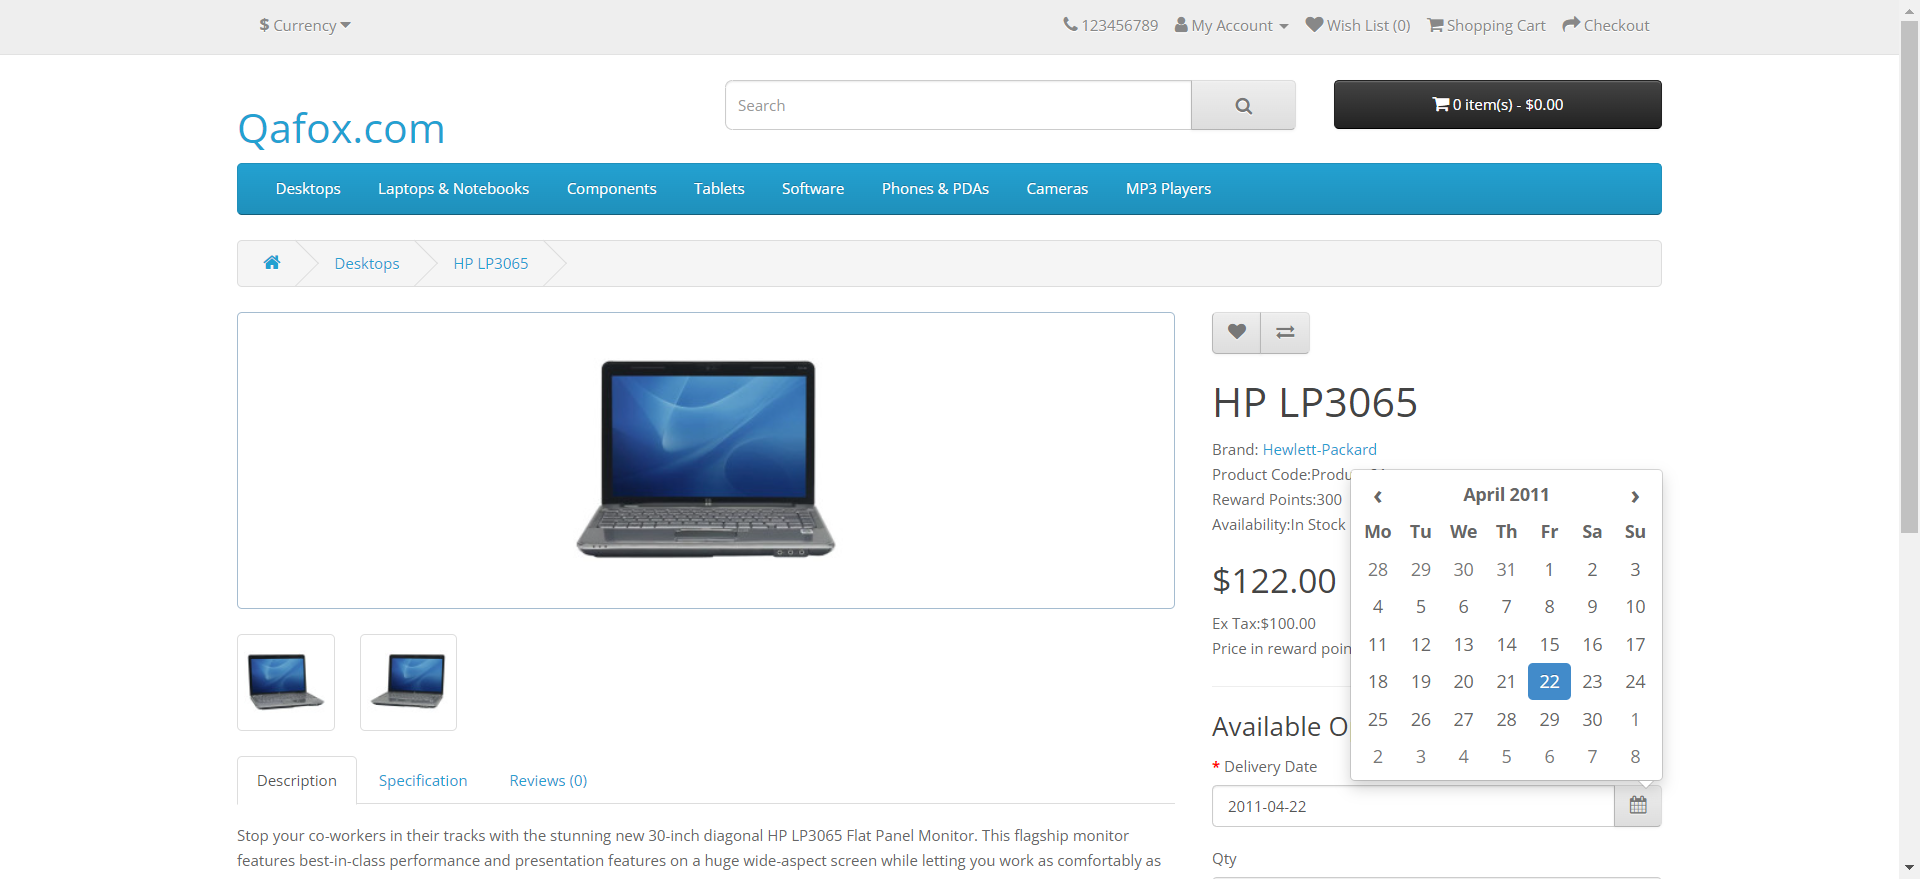 $ Currency
123456789 My Account Wish List (0) Shopping Cart Checkout
Search
0 item(s) - $0.00
Qafox.com
Desktops Laptops & Notebooks Components Tablets Software Phones & PDAs Cameras MP3 Players
Desktops HP LP3065
HP LP3065
Brand: Hewlett-Packard
Product Code:
Reward Points:300
Availability:In Stock
$122.00
Ex Tax:$100.00
Price in reward
Available
* Delivery Date
2011-04-22
Qty
‹ April 2011 ›
Mo Tu We Th Fr Sa Su
28 29 30 31 1 2 3
4 5 6 7 8 9 10
11 12 13 14 15 16 17
18 19 20 21 22 23 24
25 26 27 28 29 30 1
2 3 4 5 6 7 8
Description Specification Reviews (0)
Stop your co-workers in their tracks with the stunning new 30-inch diagonal HP LP3065 Flat Panel Monitor. This flagship monitor
features best-in-class performance and presentation features on a huge wide-aspect screen while letting you work as comfortably as